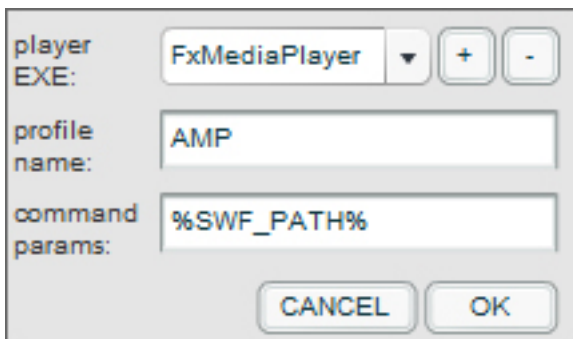 player EXE: FxMediaPlayer + -
profile name: AMP
command params: %SWF_PATH%
CANCEL OK